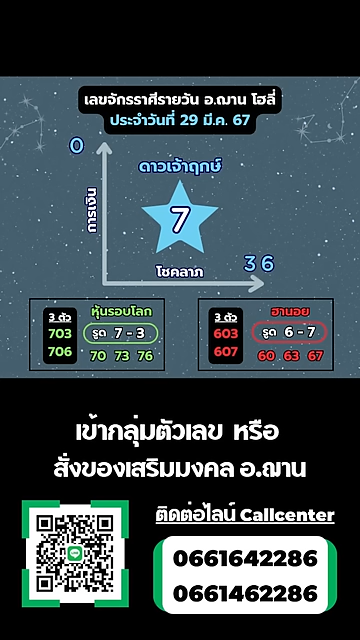 เลขจักรราศีรายวัน อ.ฌาน โฮลี่
ประจำวันที่ 29 มี.ค. 67
0
ดาวเจ้าฤกษ์
การเงิน
7
โชคลาภ
3 6
3 ตัว
703
706
หุ้นรอบโลก
รูด 7 - 3
70 73 76
3 ตัว
603
607
ฮานอย
รูด 6 - 7
60 63 67
เข้ากลุ่มตัวเลข หรือ
สั่งของเสริมมงคล อ.ฌาน
ติดต่อไลน์ Callcenter
0661642286
0661462286